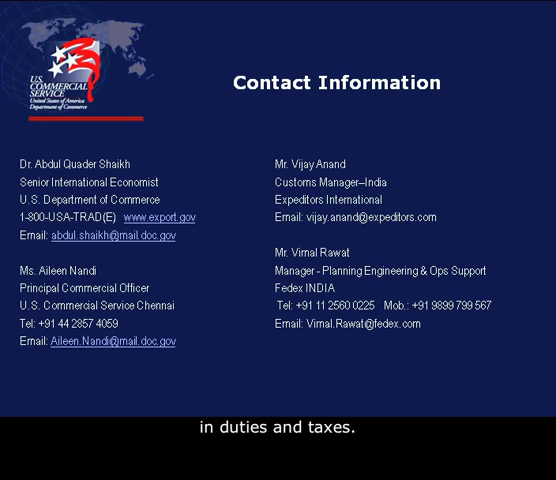 U.S.
COMMERCIAL
SERVICE
United States of America
Department of Commerce
Contact Information
Dr. Abdul Quader Shaikh
Senior International Economist
U.S. Department of Commerce
1-800-USA-TRAD(E) www.export.gov
Email: abdul.shaikh@mail.doc.gov
Ms. Aileen Nandi
Principal Commercial Officer
U.S. Commercial Service Chennai
Tel: +91 44 2857 4059
Email: Aileen.Nandi@mail.doc.gov
Mr. Vijay Anand
Customs Manager–India
Expeditors International
Email: vijay.anand@expeditors.com
Mr. Vimal Rawat
Manager - Planning Engineering & Ops Support
Fedex INDIA
Tel: +91 11 2560 0225 Mob.: +91 9899 799 567
Email: Vimal.Rawat@fedex.com
in duties and taxes.